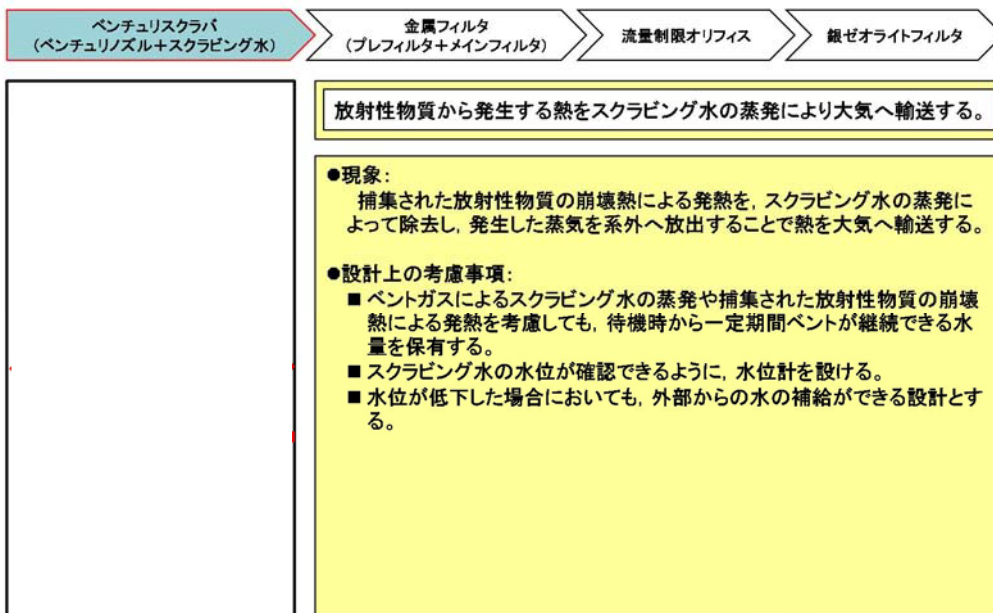 ベンチュリスクラバ
（ベンチュリノズル＋スクラビング水）
金属フィルタ
（プレフィルタ＋メインフィルタ）
流量制限オリフィス
銀ゼオライトフィルタ
放射性物質から発生する熱をスクラビング水の蒸発により大気へ輸送する。
●現象：
捕集された放射性物質の崩壊熱による発熱を，スクラビング水の蒸発に
よって除去し，発生した蒸気を系外へ放出することで熱を大気へ輸送する。
●設計上の考慮事項：
■ ベントガスによるスクラビング水の蒸発や捕集された放射性物質の崩壊
熱による発熱を考慮しても，待機時から一定期間ベントが継続できる水
量を保有する。
■ スクラビング水の水位が確認できるように，水位計を設ける。
■ 水位が低下した場合においても，外部からの水の補給ができる設計とす
る。